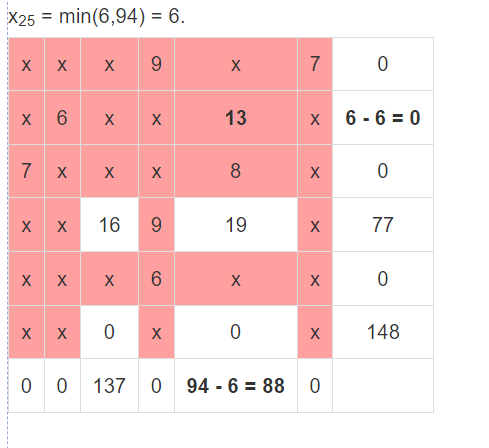 x25 = min(6,94) = 6.
x x x 9 x 7 0
x 6 x x 13 x 6 - 6 = 0
7 x x x 8 x 0
x x 16 9 19 x 77
x x x 6 x x 0
x x 0 x 0 x 148
0 0 137 0 94 - 6 = 88 0